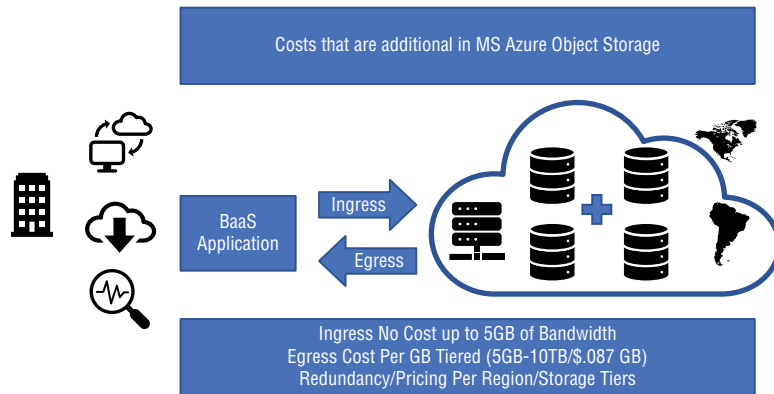 Costs that are additional in MS Azure Object Storage
BaaS
Application
Ingress
Egress
Ingress No Cost up to 5GB of Bandwidth
Egress Cost Per GB Tiered (5GB-10TB/$.087 GB)
Redundancy/Pricing Per Region/Storage Tiers